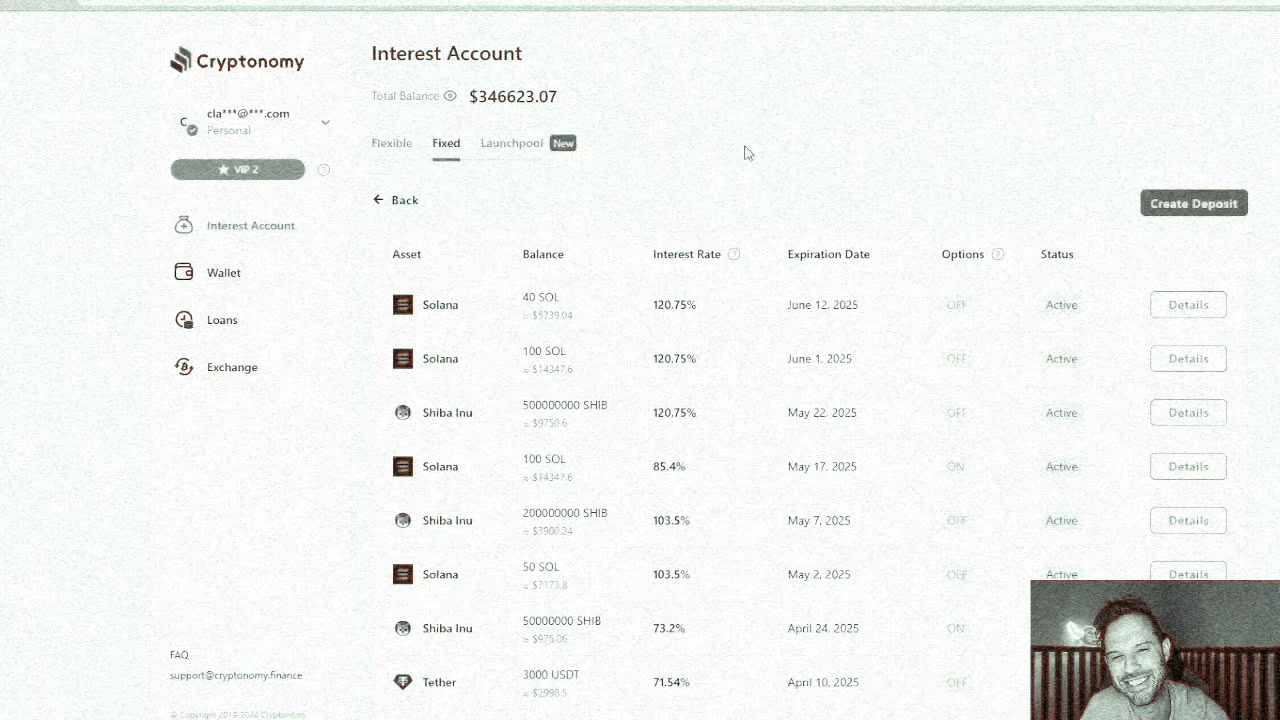 Cryptonomy
cla***@***.com
Personal
VIP 2
Interest Account
Wallet
Loans
Exchange
FAQ
support@cryptonomy.finance
© Copyright 2019-2024 Cryptonomy
Interest Account
Total Balance $346623.07
Flexible Fixed Launchpool New
Back
Create Deposit
Asset Balance Interest Rate Expiration Date Options Status
Solana 40 SOL 120.75% June 12, 2025 OFF Active Details
≈ $5739.04
Solana 100 SOL 120.75% June 1, 2025 OFF Active Details
≈ $14347.6
Shiba Inu 500000000 SHIB 120.75% May 22, 2025 OFF Active Details
≈ $9750.6
Solana 100 SOL 85.4% May 17, 2025 ON Active Details
≈ $14347.6
Shiba Inu 200000000 SHIB 103.5% May 7, 2025 OFF Active Details
≈ $3900.24
Solana 50 SOL 103.5% May 2, 2025 OFF Active Details
≈ $7173.8
Shiba Inu 50000000 SHIB 73.2% April 24, 2025 ON
≈ $975.06
Tether 3000 USDT 71.54% April 10, 2025 OFF
≈ $2998.5